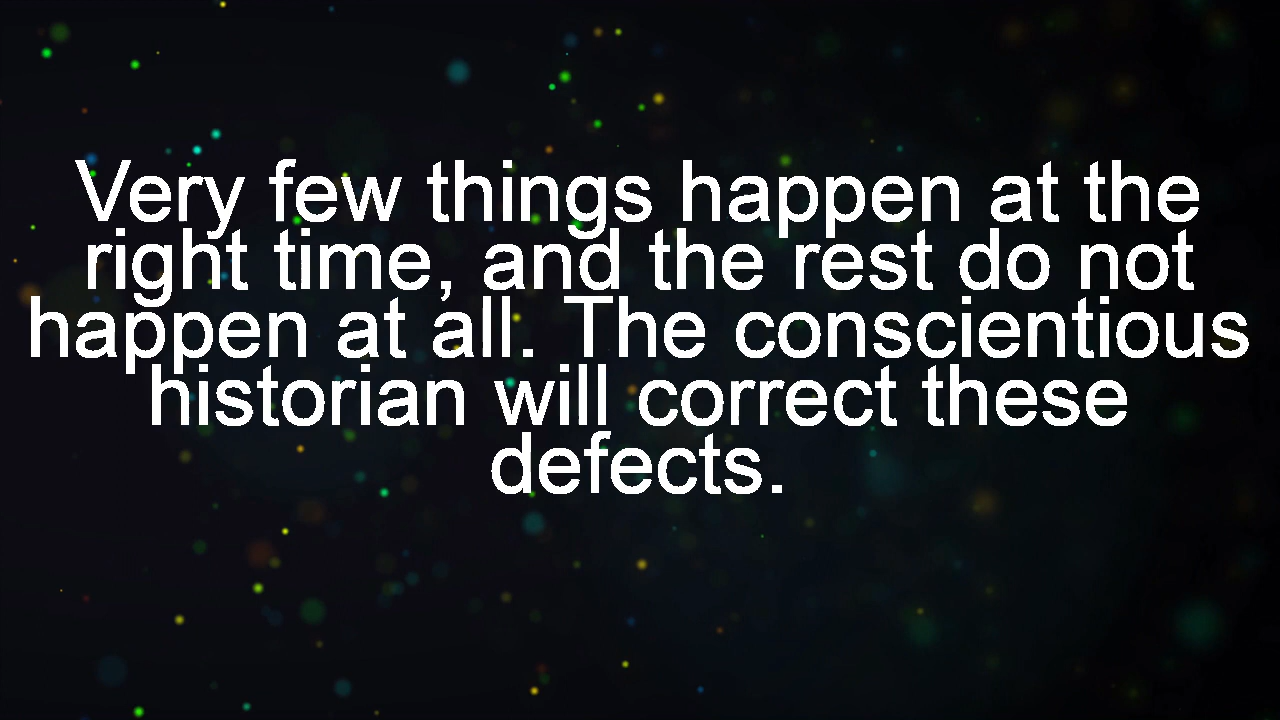 Very few things happen at the
right time, and the rest do not
happen at all. The conscientious
historian will correct these
defects.